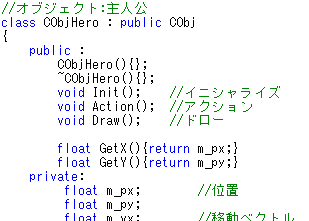 //オブジェクト:主人公
class CObjHero : public CObj
{
    public :
        CObjHero(){};
        ~CObjHero(){};
        void Init();    //イニシャライズ
        void Action();  //アクション
        void Draw();    //ドロー
        float GetX(){return m_px;}
        float GetY(){return m_py;}
    private:
         float m_px;        //位置
         float m_py;
         float m_vx;        //移動ベクトル